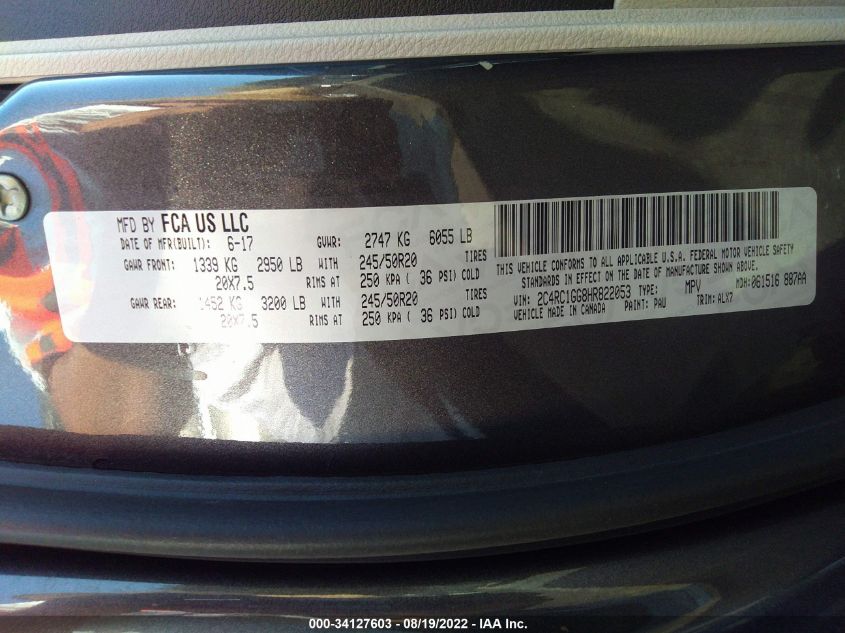 MFD BY FCA US LLC
DATE OF MFR(BUILT): 6-17 GVWR: 2747 KG 6055 LB
GAWR FRONT: 1339 KG 2950 LB WITH 245/50R20 TIRES
20X7.5 RIMS AT 250 KPA ( 36 PSI) COLD
GAWR REAR: 1452 KG 3200 LB WITH 245/50R20 TIRES
20X7.5 RIMS AT 250 KPA ( 36 PSI) COLD
THIS VEHICLE CONFORMS TO ALL APPLICABLE U.S.A. FEDERAL MOTOR VEHICLE SAFETY
STANDARDS IN EFFECT ON THE DATE OF MANUFACTURE SHOWN ABOVE.
VIN: 2C4RC1GG8HR822053 TYPE: MPV MDH:061516 887AA
VEHICLE MADE IN CANADA PAINT: PAU TRIM: ALX7
000-34127603 - 08/19/2022 - IAA Inc.